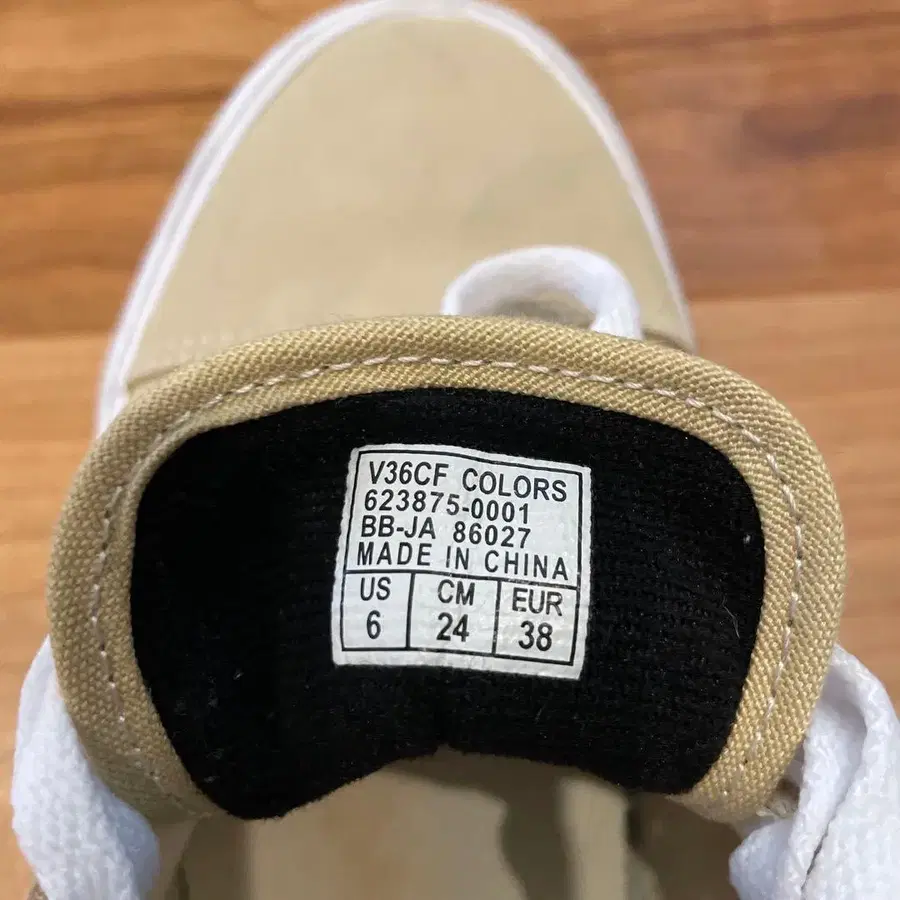 V36CF COLORS
623875-0001
BB-JA 86027
MADE IN CHINA
US CM EUR
6 24 38